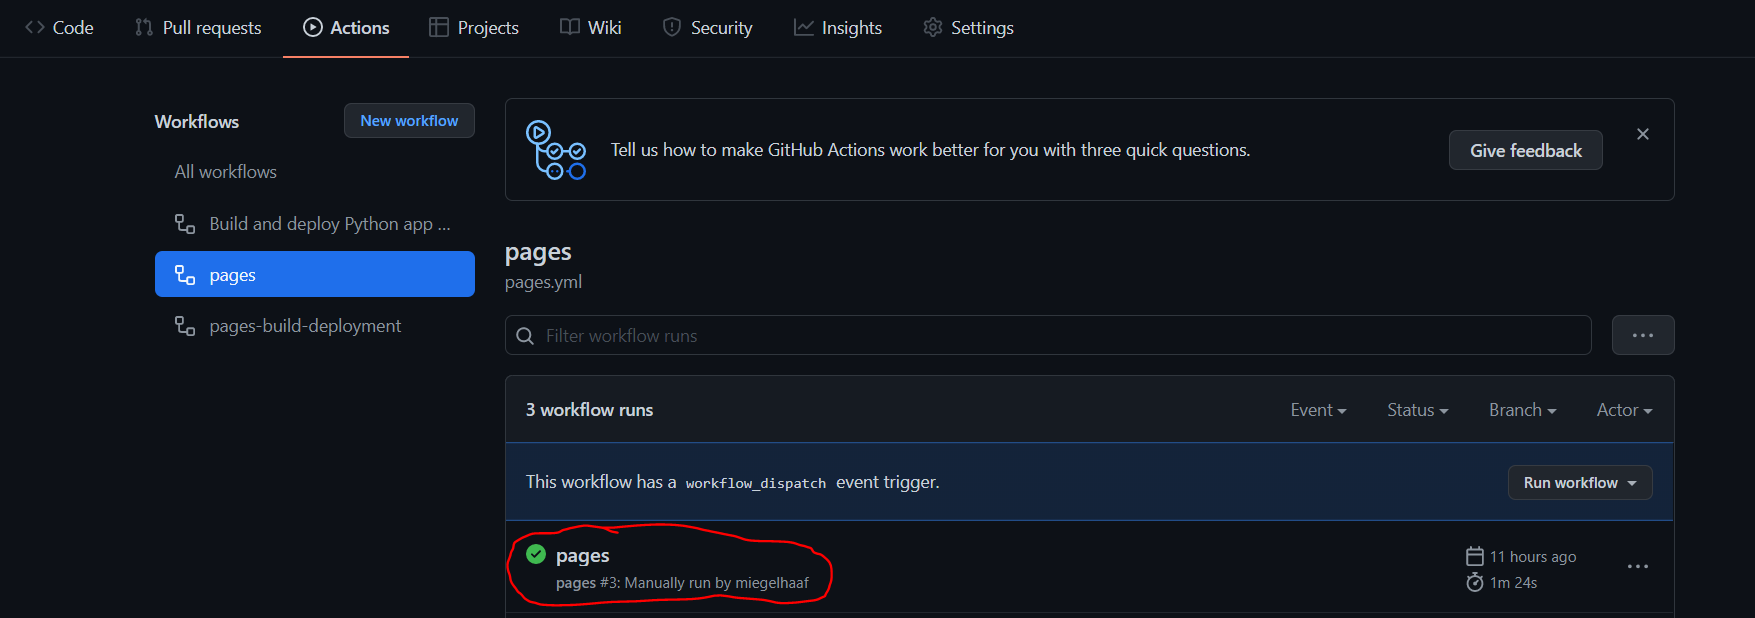 Code Pull requests Actions Projects Wiki Security Insights Settings
Workflows
New workflow
All workflows
Build and deploy Python app ...
pages
pages-build-deployment
Tell us how to make GitHub Actions work better for you with three quick questions.
Give feedback
pages
pages.yml
Filter workflow runs
3 workflow runs
Event Status Branch Actor
This workflow has a workflow_dispatch event trigger.
Run workflow
pages
pages #3: Manually run by miegelhaaf
11 hours ago
1m 24s